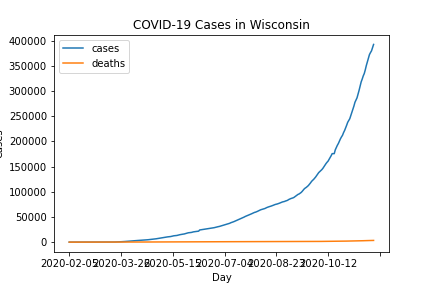 COVID-19 Cases in Wisconsin
cases
deaths
400000
350000
300000
250000
200000
150000
100000
50000
0
Cases
2020-02-05 2020-03-26 2020-05-15 2020-07-04 2020-08-23 2020-10-12
Day